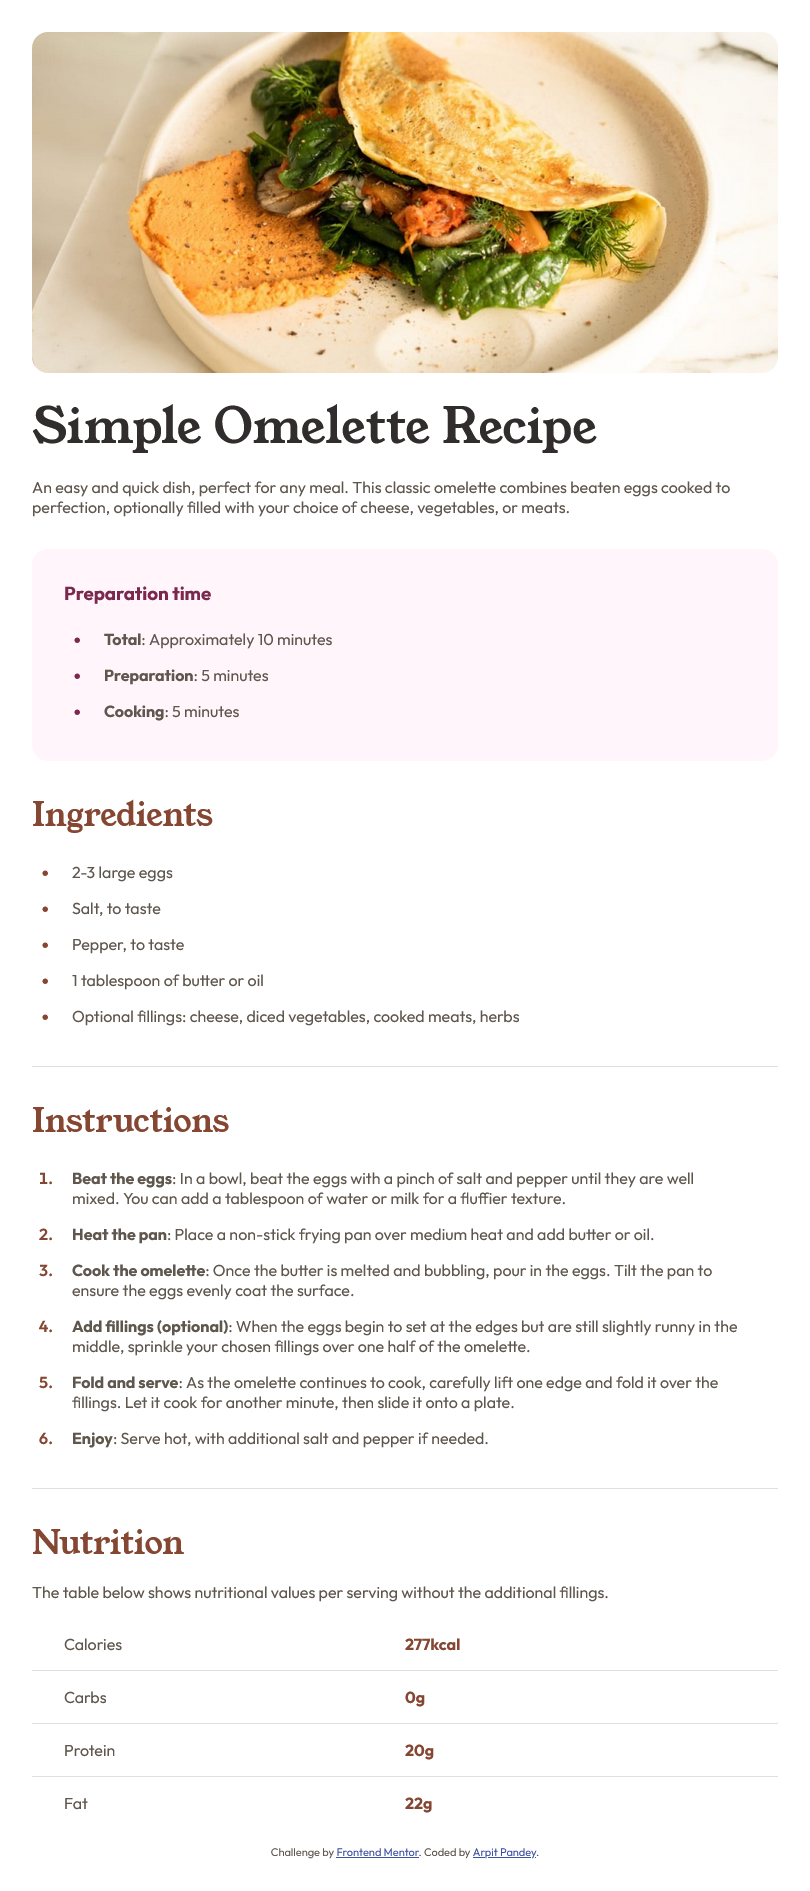 Simple Omelette Recipe
An easy and quick dish, perfect for any meal. This classic omelette combines beaten eggs cooked to
perfection, optionally filled with your choice of cheese, vegetables, or meats.
Preparation time
• Total: Approximately 10 minutes
• Preparation: 5 minutes
• Cooking: 5 minutes
Ingredients
• 2-3 large eggs
• Salt, to taste
• Pepper, to taste
• 1 tablespoon of butter or oil
• Optional fillings: cheese, diced vegetables, cooked meats, herbs
Instructions
1. Beat the eggs: In a bowl, beat the eggs with a pinch of salt and pepper until they are well
mixed. You can add a tablespoon of water or milk for a fluffier texture.
2. Heat the pan: Place a non-stick frying pan over medium heat and add butter or oil.
3. Cook the omelette: Once the butter is melted and bubbling, pour in the eggs. Tilt the pan to
ensure the eggs evenly coat the surface.
4. Add fillings (optional): When the eggs begin to set at the edges but are still slightly runny in the
middle, sprinkle your chosen fillings over one half of the omelette.
5. Fold and serve: As the omelette continues to cook, carefully lift one edge and fold it over the
fillings. Let it cook for another minute, then slide it onto a plate.
6. Enjoy: Serve hot, with additional salt and pepper if needed.
Nutrition
The table below shows nutritional values per serving without the additional fillings.
Calories 277kcal
Carbs 0g
Protein 20g
Fat 22g
Challenge by Frontend Mentor. Coded by Arpit Pandey.